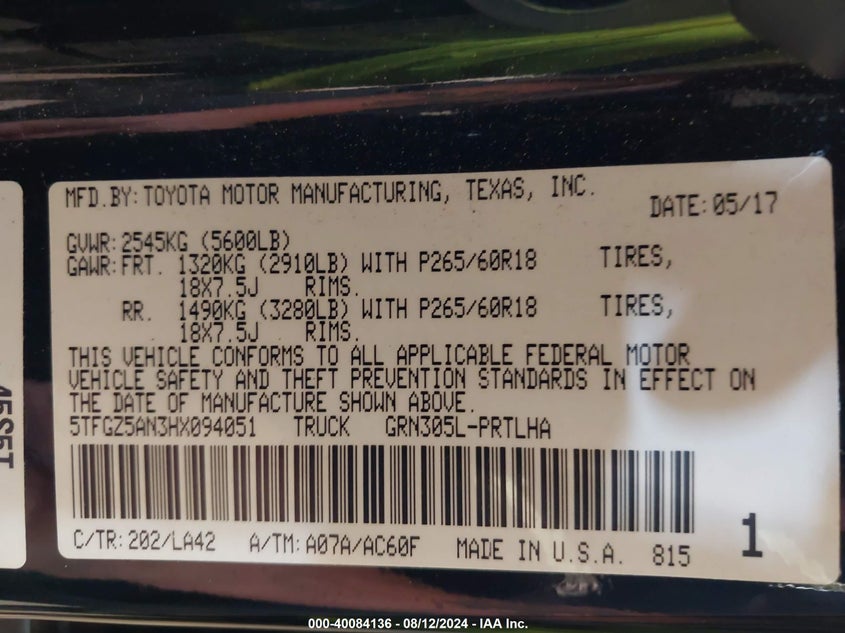 MFD.BY:TOYOTA MOTOR MANUFACTURING, TEXAS, INC. DATE:05/17
GVWR:2545KG (5600LB)
GAWR:FRT. 1320KG (2910LB) WITH P265/60R18 TIRES,
18X7.5J RIMS.
RR. 1490KG (3280LB) WITH P265/60R18 TIRES,
18X7.5J RIMS.
THIS VEHICLE CONFORMS TO ALL APPLICABLE FEDERAL MOTOR
VEHICLE SAFETY AND THEFT PREVENTION STANDARDS IN EFFECT ON
THE DATE OF MANUFACTURE SHOWN ABOVE.
5TFGZ5AN3HX094051 TRUCK GRN305L-PRTLHA
C/TR:202/LA42 A/TM:A07A/AC60F MADE IN U.S.A. 815
1
000-40084136 - 08/12/2024 - IAA Inc.